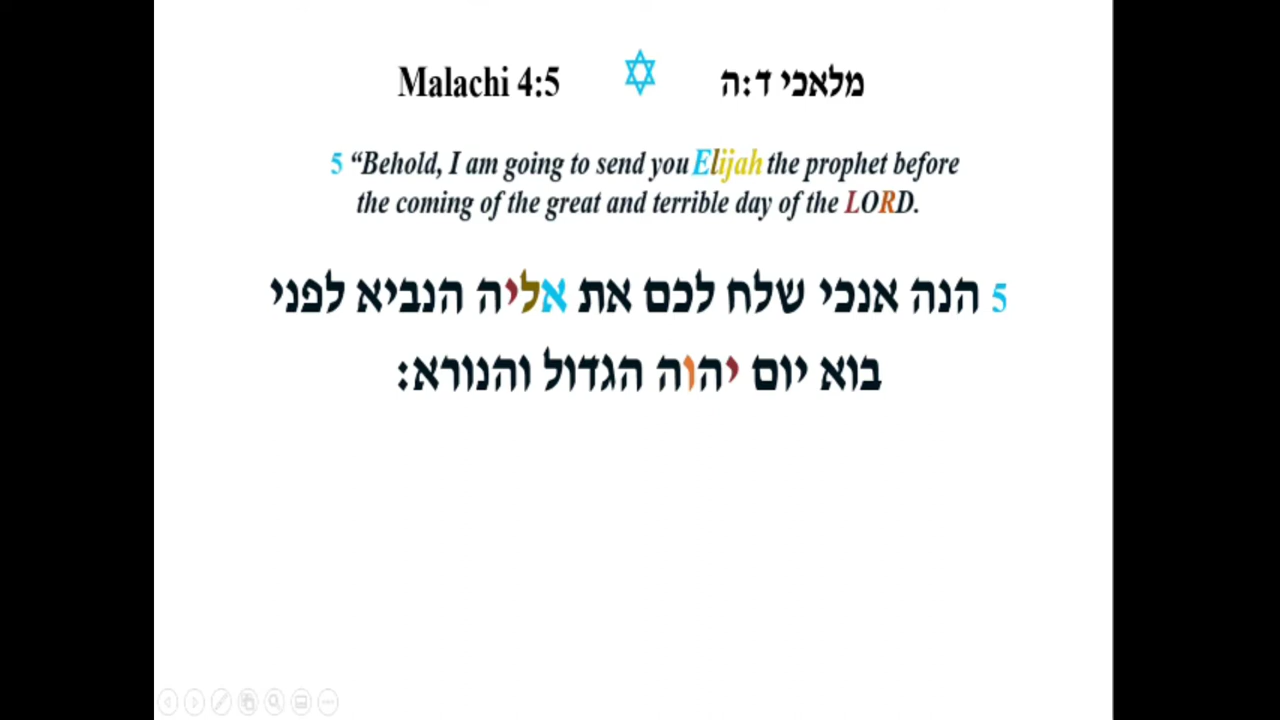 Malachi 4:5 ✡ מלאכי ד:ה
5 “Behold, I am going to send you Elijah the prophet before
the coming of the great and terrible day of the LORD.
5 הנה אנכי שלח לכם את אליה הנביא לפני
בוא יום יהוה הגדול והנורא: